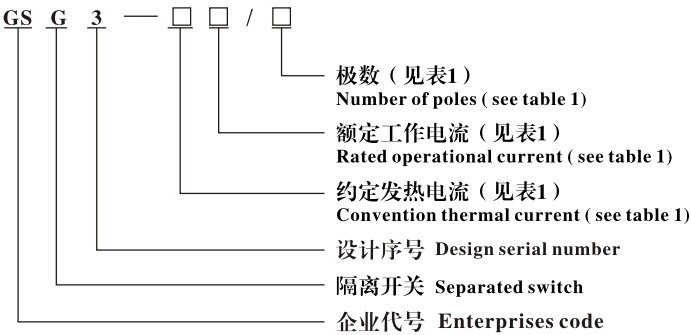 GS G 3 — □ □ / □
极数（见表1）
Number of poles ( see table 1)
额定工作电流（见表1）
Rated operational current ( see table 1)
约定发热电流（见表1）
Convention thermal current ( see table 1)
设计序号 Design serial number
隔离开关 Separated switch
企业代号 Enterprises code